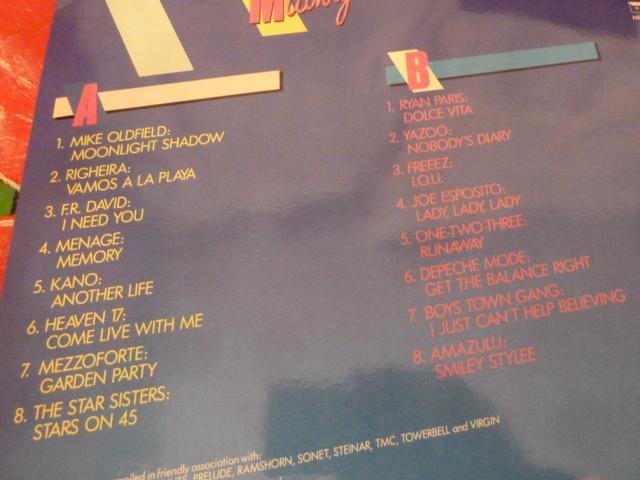 A
1. MIKE OLDFIELD:
MOONLIGHT SHADOW
2. RIGHEIRA:
VAMOS A LA PLAYA
3. F.R. DAVID:
I NEED YOU
4. MENAGE:
MEMORY
5. KANO:
ANOTHER LIFE
6. HEAVEN 17:
COME LIVE WITH ME
7. MEZZOFORTE:
GARDEN PARTY
8. THE STAR SISTERS:
STARS ON 45
B
1. RYAN PARIS:
DOLCE VITA
2. YAZOO:
NOBODY'S DIARY
3. FREEEZ:
I.O.U.
4. JOE ESPOSITO:
LADY, LADY, LADY
5. ONE-TWO-THREE:
RUNAWAY
6. DEPECHE MODE:
GET THE BALANCE RIGHT
7. BOYS TOWN GANG:
I JUST CAN'T HELP BELIEVING
8. AMAZULU:
SMILEY STYLEE
in friendly association with:
PRELUDE, RAMSHORN, SONET, STEINAR, TMC, TOWERBELL and VIRGIN